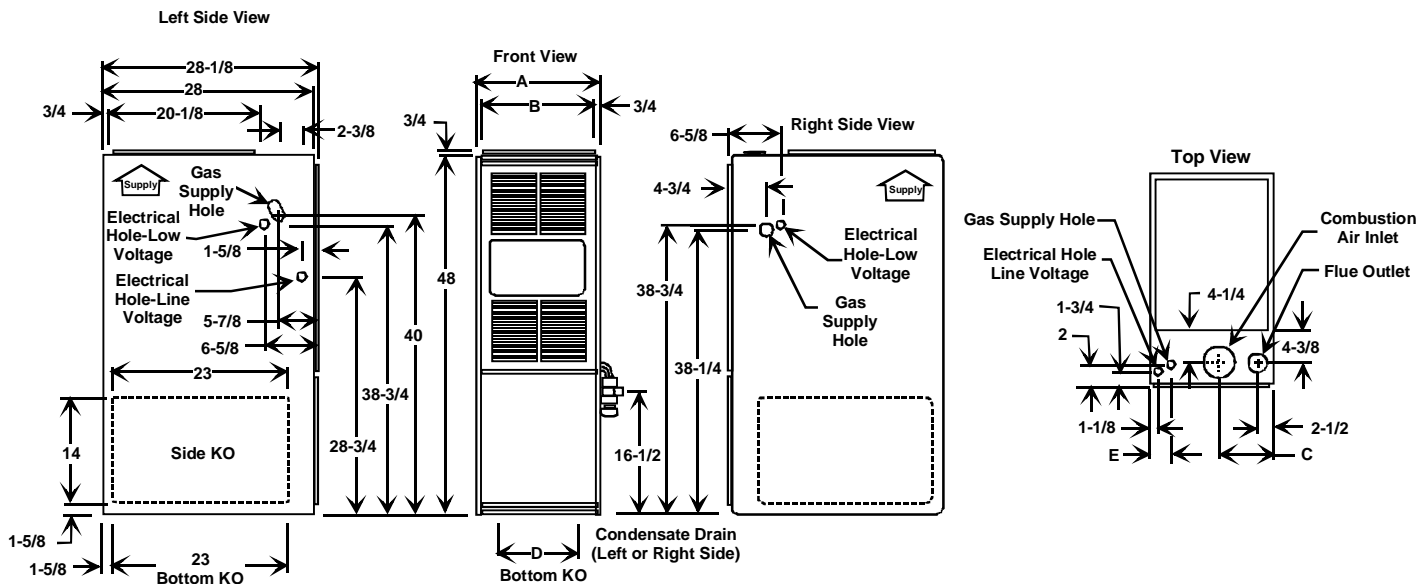 Left Side View
28-1/8
28
3/4
20-1/8
2-3/8
Supply
Gas
Supply
Hole
Electrical
Hole-Low
Voltage
1-5/8
Electrical
Hole-Line
Voltage
5-7/8
6-5/8
23
14
Side KO
28-3/4
38-3/4
40
1-5/8
1-5/8
23
Bottom KO
Front View
A
B
3/4
3/4
48
16-1/2
D
Bottom KO
Condensate Drain
(Left or Right Side)
Right Side View
6-5/8
4-3/4
Supply
Electrical
Hole-Low
Voltage
Gas
Supply
Hole
38-3/4
38-1/4
Top View
Gas Supply Hole
Electrical Hole
Line Voltage
Combustion
Air Inlet
Flue Outlet
4-1/4
1-3/4
2
4-3/8
1-1/8
2-1/2
E
C